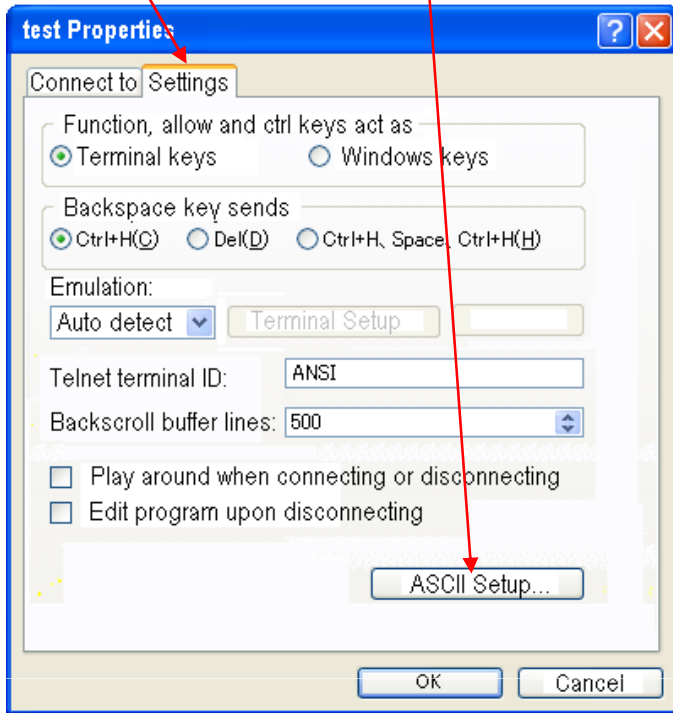 test Properties
Connect to Settings
Function, allow and ctrl keys act as
Terminal keys Windows keys
Backspace key sends
Ctrl+H(C) Del(D) Ctrl+H、Space、Ctrl+H(H)
Emulation:
Auto detect Terminal Setup
Telnet terminal ID: ANSI
Backscroll buffer lines: 500
Play around when connecting or disconnecting
Edit program upon disconnecting
ASCII Setup...
OK Cancel